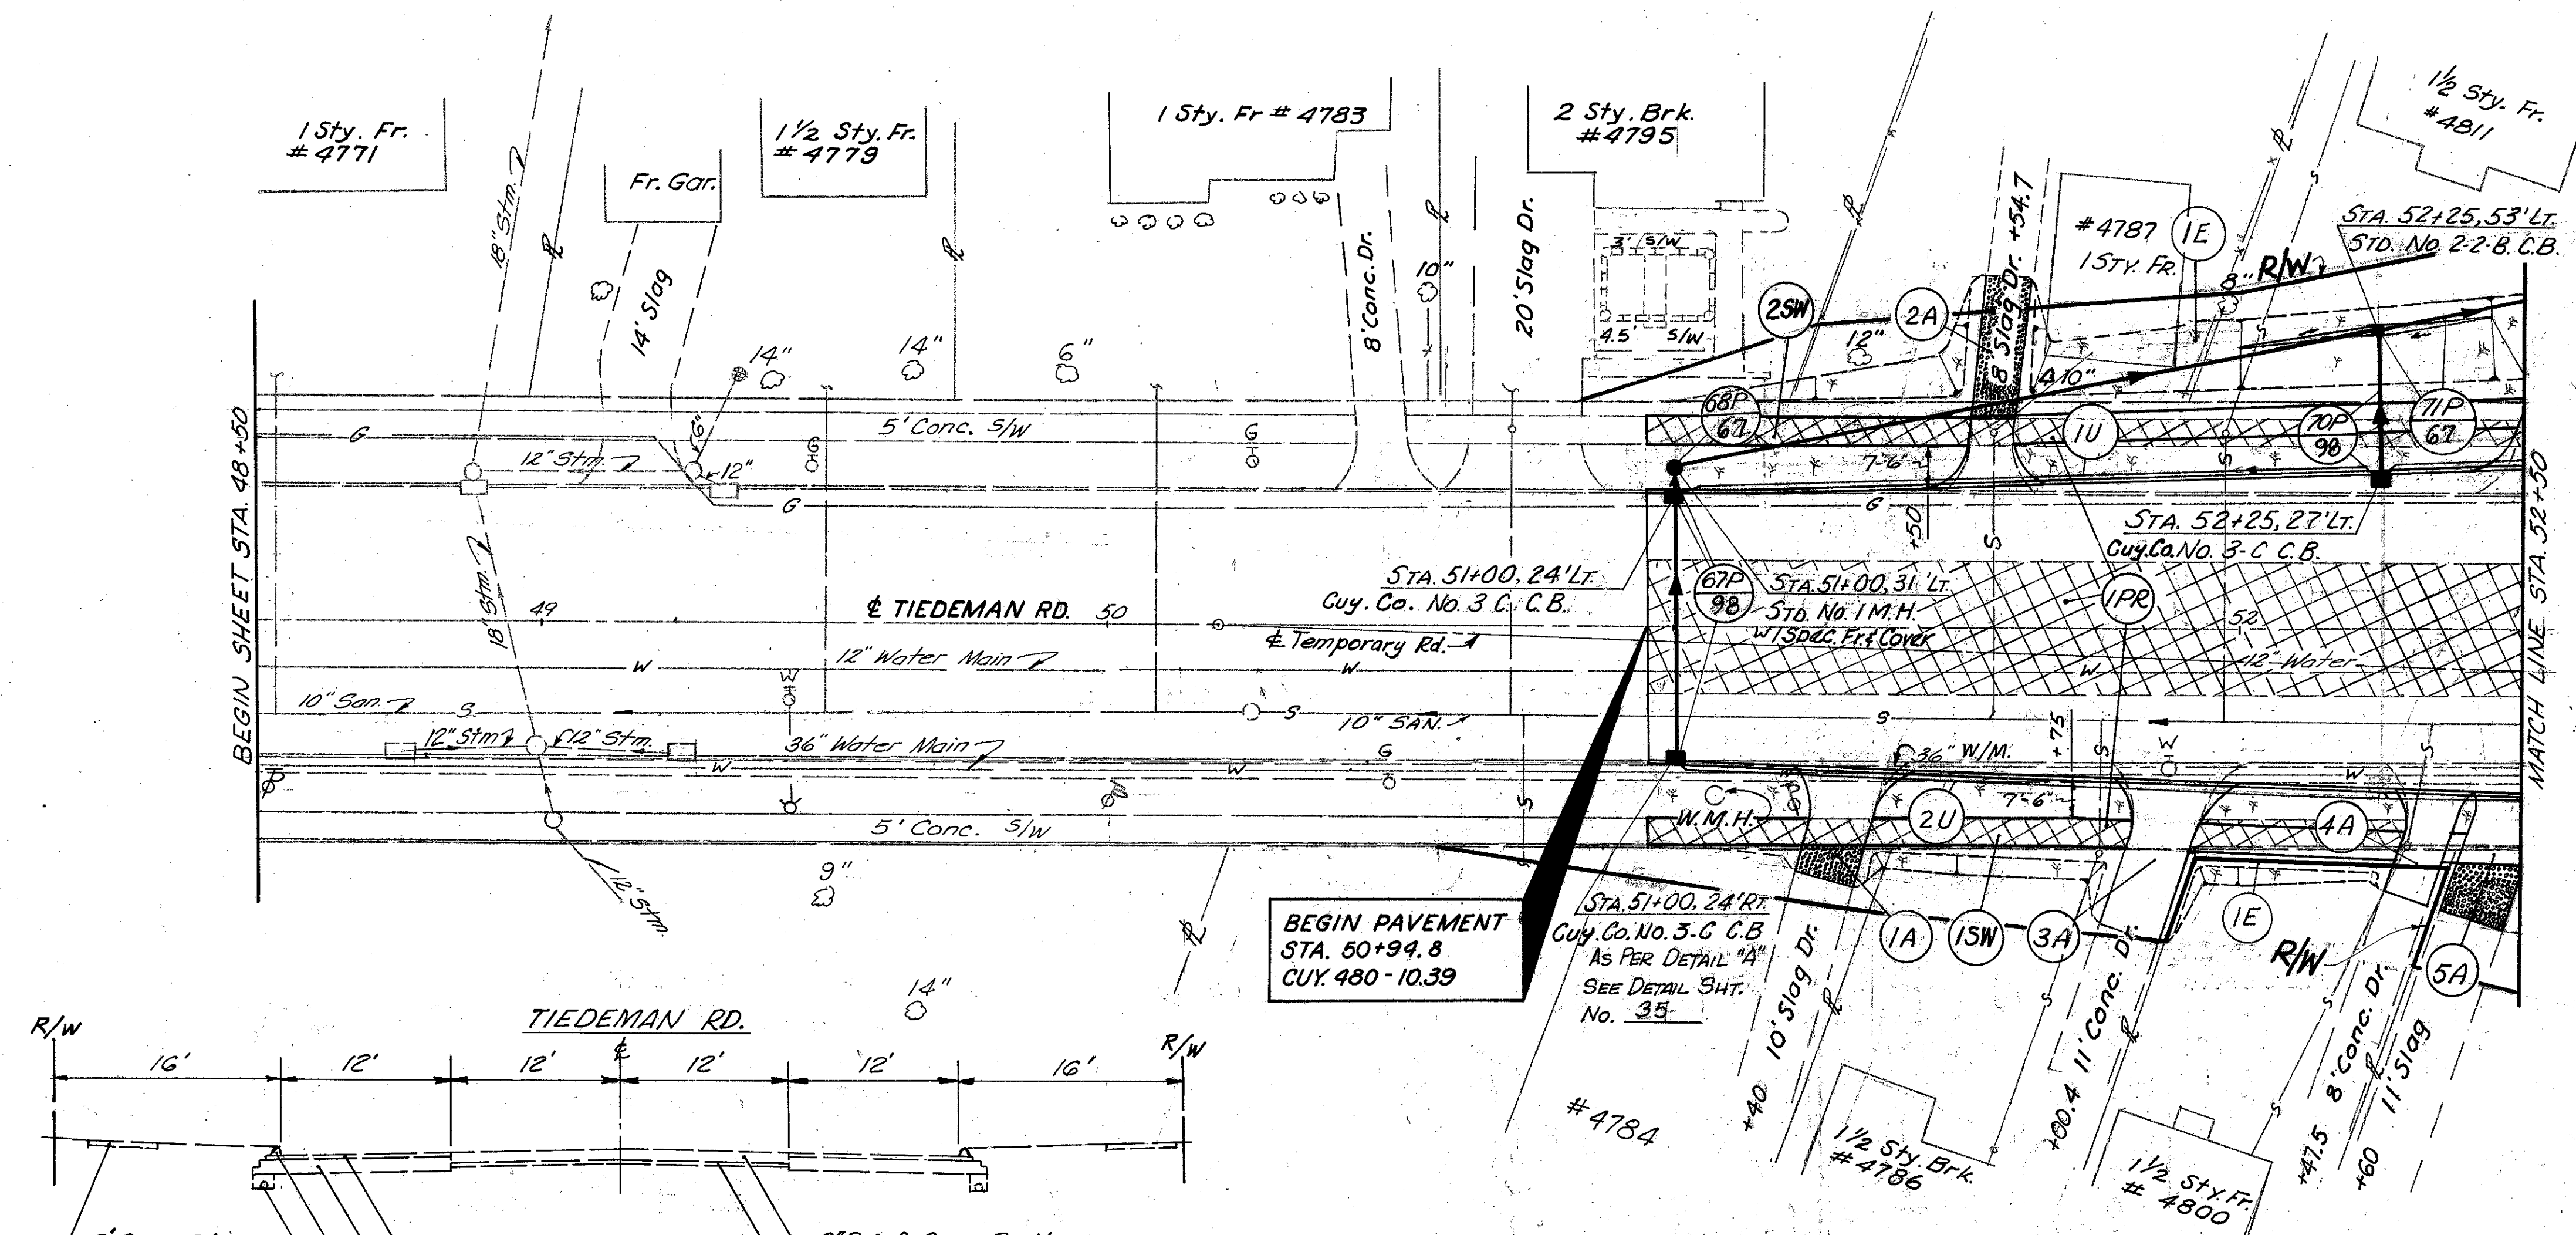 1 Sty. Fr.
# 4771
18" Stm.
℞
Fr. Gar.
14' Slag
1 1/2 Sty. Fr.
# 4779
1 Sty. Fr # 4783
8' Conc. Dr.
10"
20' Slag Dr.
2 Sty. Brk.
#4795
3' S/W
4.5' S/W
1 1/2 Sty. Fr.
#4811
#4787
1 STY. FR.
1E
8" R/W
STA. 52+25, 53' LT.
STD. No 2-2-B. C.B.
8' Slag Dr. +54.7
2SW
2A
12"
4 10"
14"
14"
6"
6"
5' Conc. S/W
G
12" Stm.
12"
G
G
G
68P
67
1U
70P
98
71P
67
7'-6"
+50
G
S
STA. 52+25, 27' LT.
Cuy. Co. No. 3-C C.B.
BEGIN SHEET STA. 48+50
MATCH LINE STA. 52+50
STA. 51+00, 24' LT.
Cuy. Co. No. 3 C. C.B.
67P
98
STA. 51+00, 31' LT.
STD. No. 1 M.H.
W/ Spec. Fr. & Cover
1PR
18" Stm.
49
℄ TIEDEMAN RD.
50
52
℄ Temporary Rd.
W
12" Water Main
W
W
12" Water
10" San.
S
W
S
10" SAN.
S
12" Stm
12" Stm.
36" Water Main
W
W
G
36" W/M.
+75
S
W
W
S
7'-6"
W.M.H.
2U
4A
5' Conc. S/W
S
12" Stm.
9"
14"
℞
BEGIN PAVEMENT
STA. 50+94.8
CUY. 480-10.39
STA. 51+00, 24' RT.
Cuy. Co. No. 3-C C.B
AS PER DETAIL "A"
SEE DETAIL SHT.
No. 35
1A
1SW
3A
1E
R/W
5A
+40 10' Slag Dr.
℞
+00.4 11' Conc. Dr.
℞
+47.5 8' Conc. Dr.
℞
+60 11' Slag
S
S
#4784
1 1/2 Sty. Brk.
#4786
1 1/2 Sty. Fr.
# 4800
TIEDEMAN RD.
R/W
16'
12'
12'
℄
12'
12'
16'
R/W